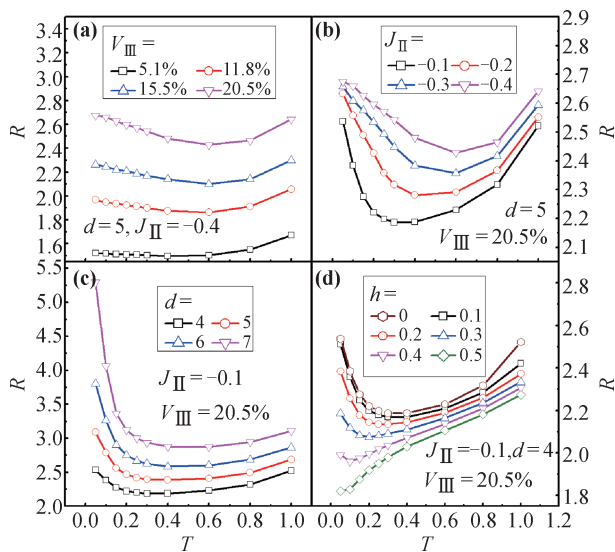 (a)
V_III =
5.1% 11.8%
15.5% 20.5%
d=5, J_II=−0.4
R
3.4
3.2
3.0
2.8
2.6
2.4
2.2
2.0
1.8
1.6
(b)
J_II=
−0.1 −0.2
−0.3 −0.4
d=5
V_III=20.5%
2.9
2.8
2.7
2.6
2.5
2.4
2.3
2.2
2.1
R
(c)
d=
4 5
6 7
J_II=−0.1
V_III=20.5%
R
5.5
5.0
4.5
4.0
3.5
3.0
2.5
2.0
0.0 0.2 0.4 0.6 0.8 1.0
T
(d)
h=
0 0.1
0.2 0.3
0.4 0.5
J_II=−0.1,d=4
V_III=20.5%
2.8
2.6
2.4
2.2
2.0
1.8
R
0.0 0.2 0.4 0.6 0.8 1.0
T